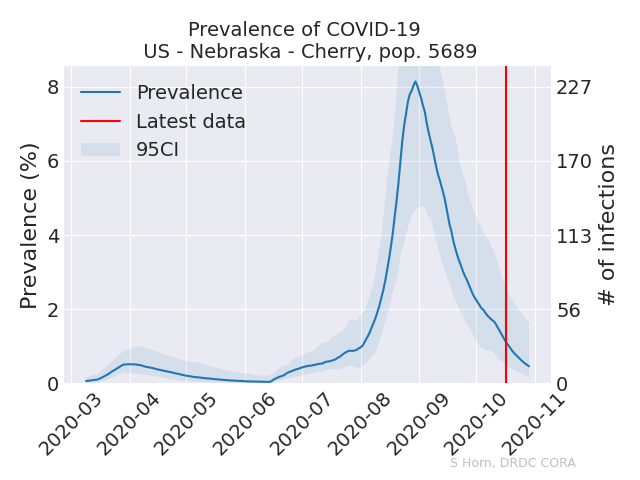 Prevalence of COVID-19
US - Nebraska - Cherry, pop. 5689
Prevalence
Latest data
95CI
Prevalence (%)
8
6
4
2
0
# of infections
227
170
113
56
0
2020-03
2020-04
2020-05
2020-06
2020-07
2020-08
2020-09
2020-10
2020-11
S Horn, DRDC CORA